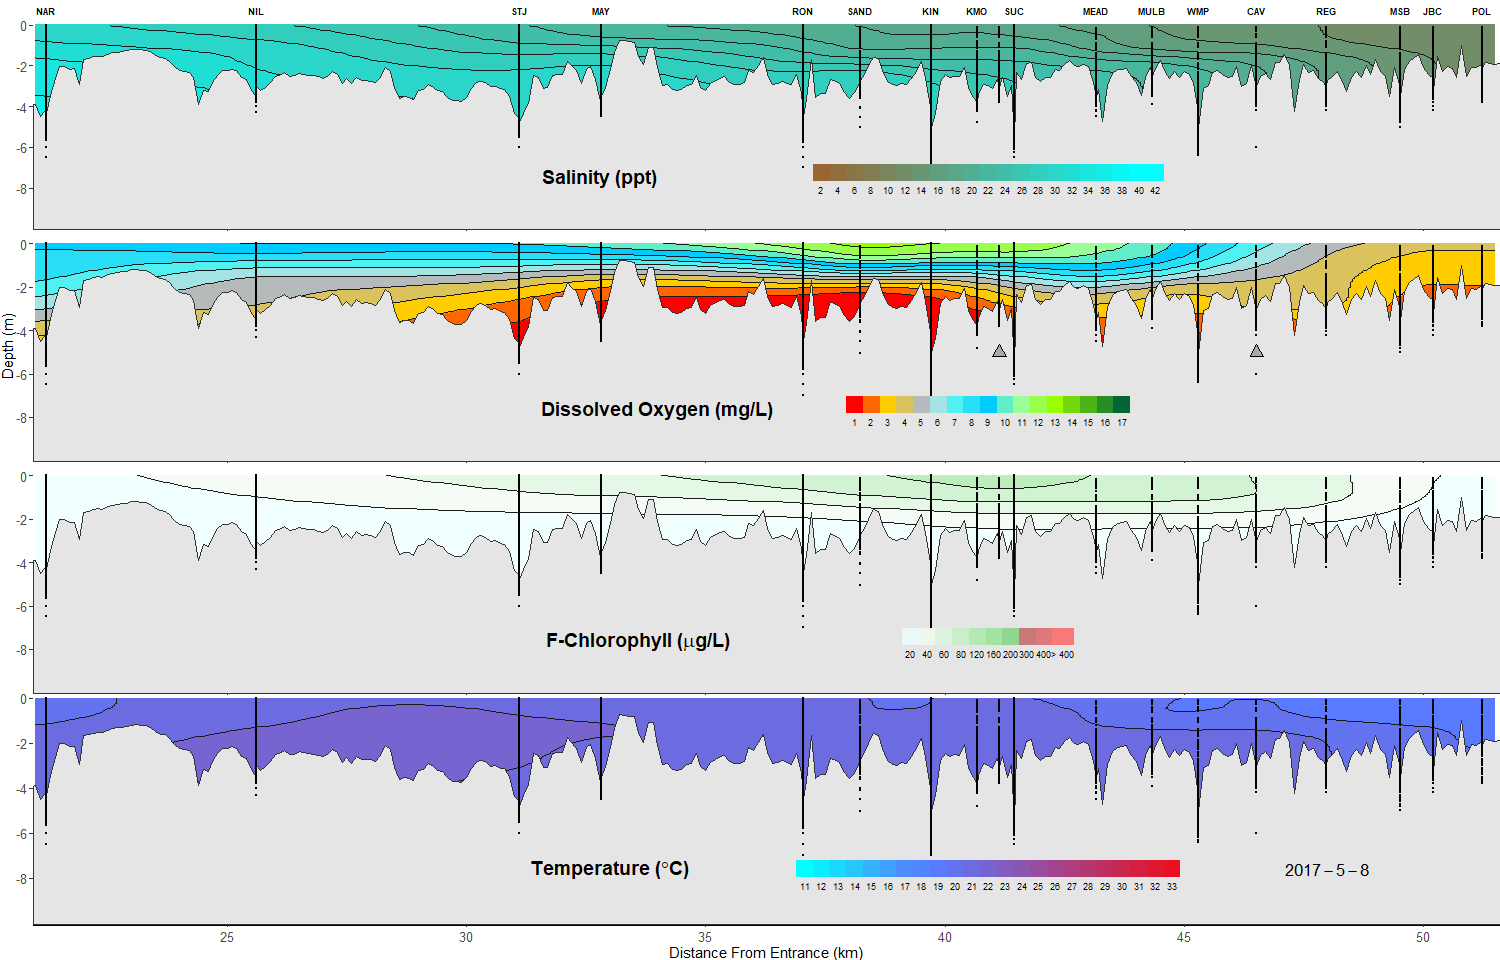 NAR NIL STJ MAY RON SAND KIN KMO SUC MEAD MULB WMP CAV REG MSB JBC POL
0
-2
-4
-6
-8
Salinity (ppt)
2 4 6 8 10 12 14 16 18 20 22 24 26 28 30 32 34 36 38 40 42
0
-2
-4
-6
-8
Depth (m)
Dissolved Oxygen (mg/L)
1 2 3 4 5 6 7 8 9 10 11 12 13 14 15 16 17
0
-2
-4
-6
-8
F-Chlorophyll (μg/L)
20 40 60 80 120 160 200 300 400> 400
0
-2
-4
-6
-8
Temperature (°C)
11 12 13 14 15 16 17 18 19 20 21 22 23 24 25 26 27 28 29 30 31 32 33
2017 – 5 – 8
25 30 35 40 45 50
Distance From Entrance (km)